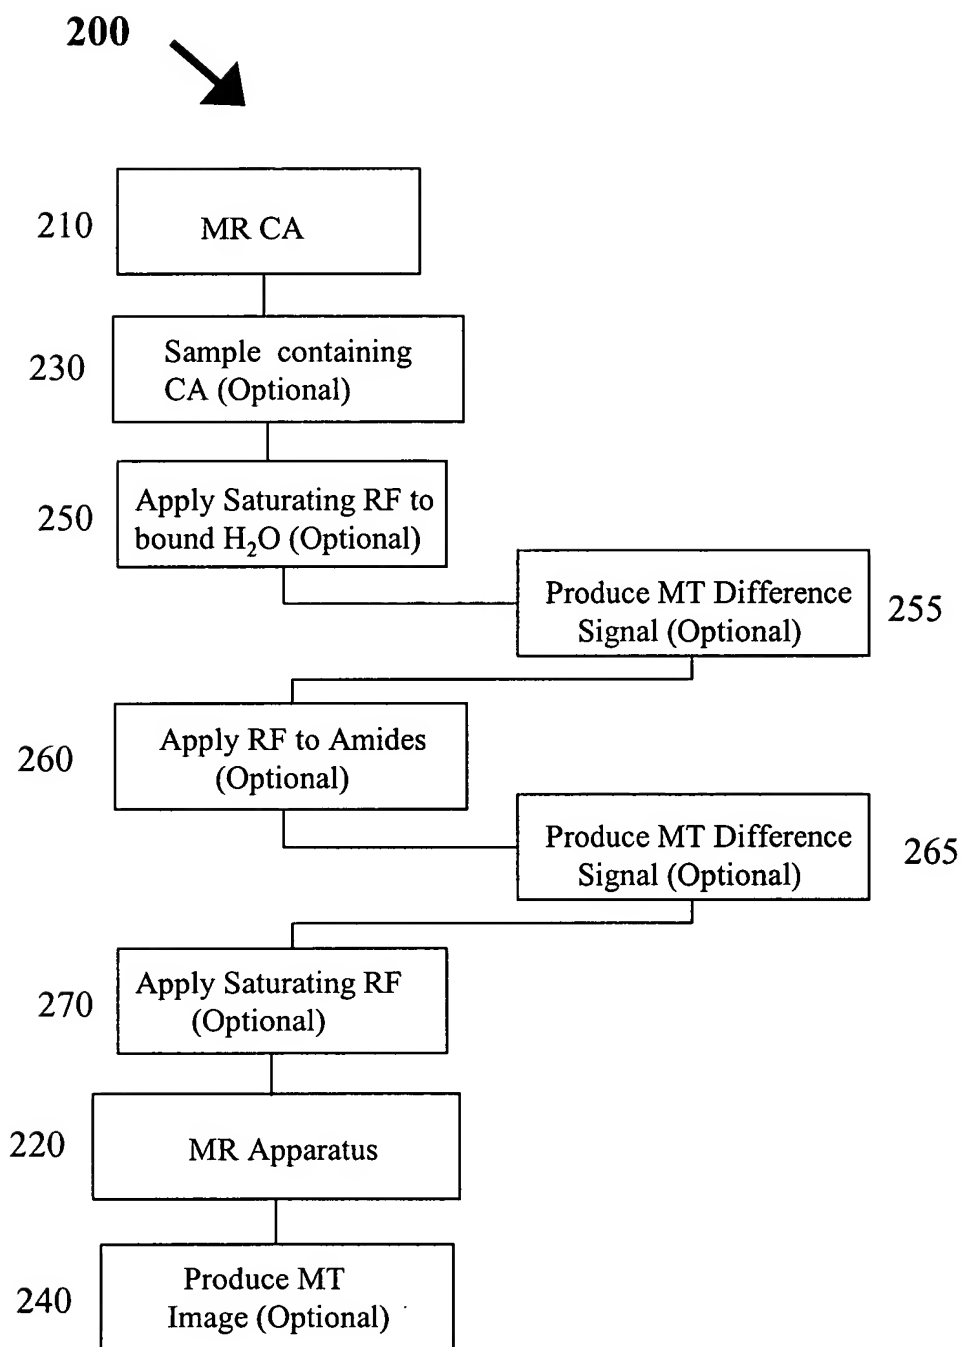 200
210
MR CA
230
Sample containing
CA (Optional)
250
Apply Saturating RF to
bound H₂O (Optional)
Produce MT Difference
Signal (Optional)
255
260
Apply RF to Amides
(Optional)
Produce MT Difference
Signal (Optional)
265
270
Apply Saturating RF
(Optional)
220
MR Apparatus
240
Produce MT
Image (Optional)